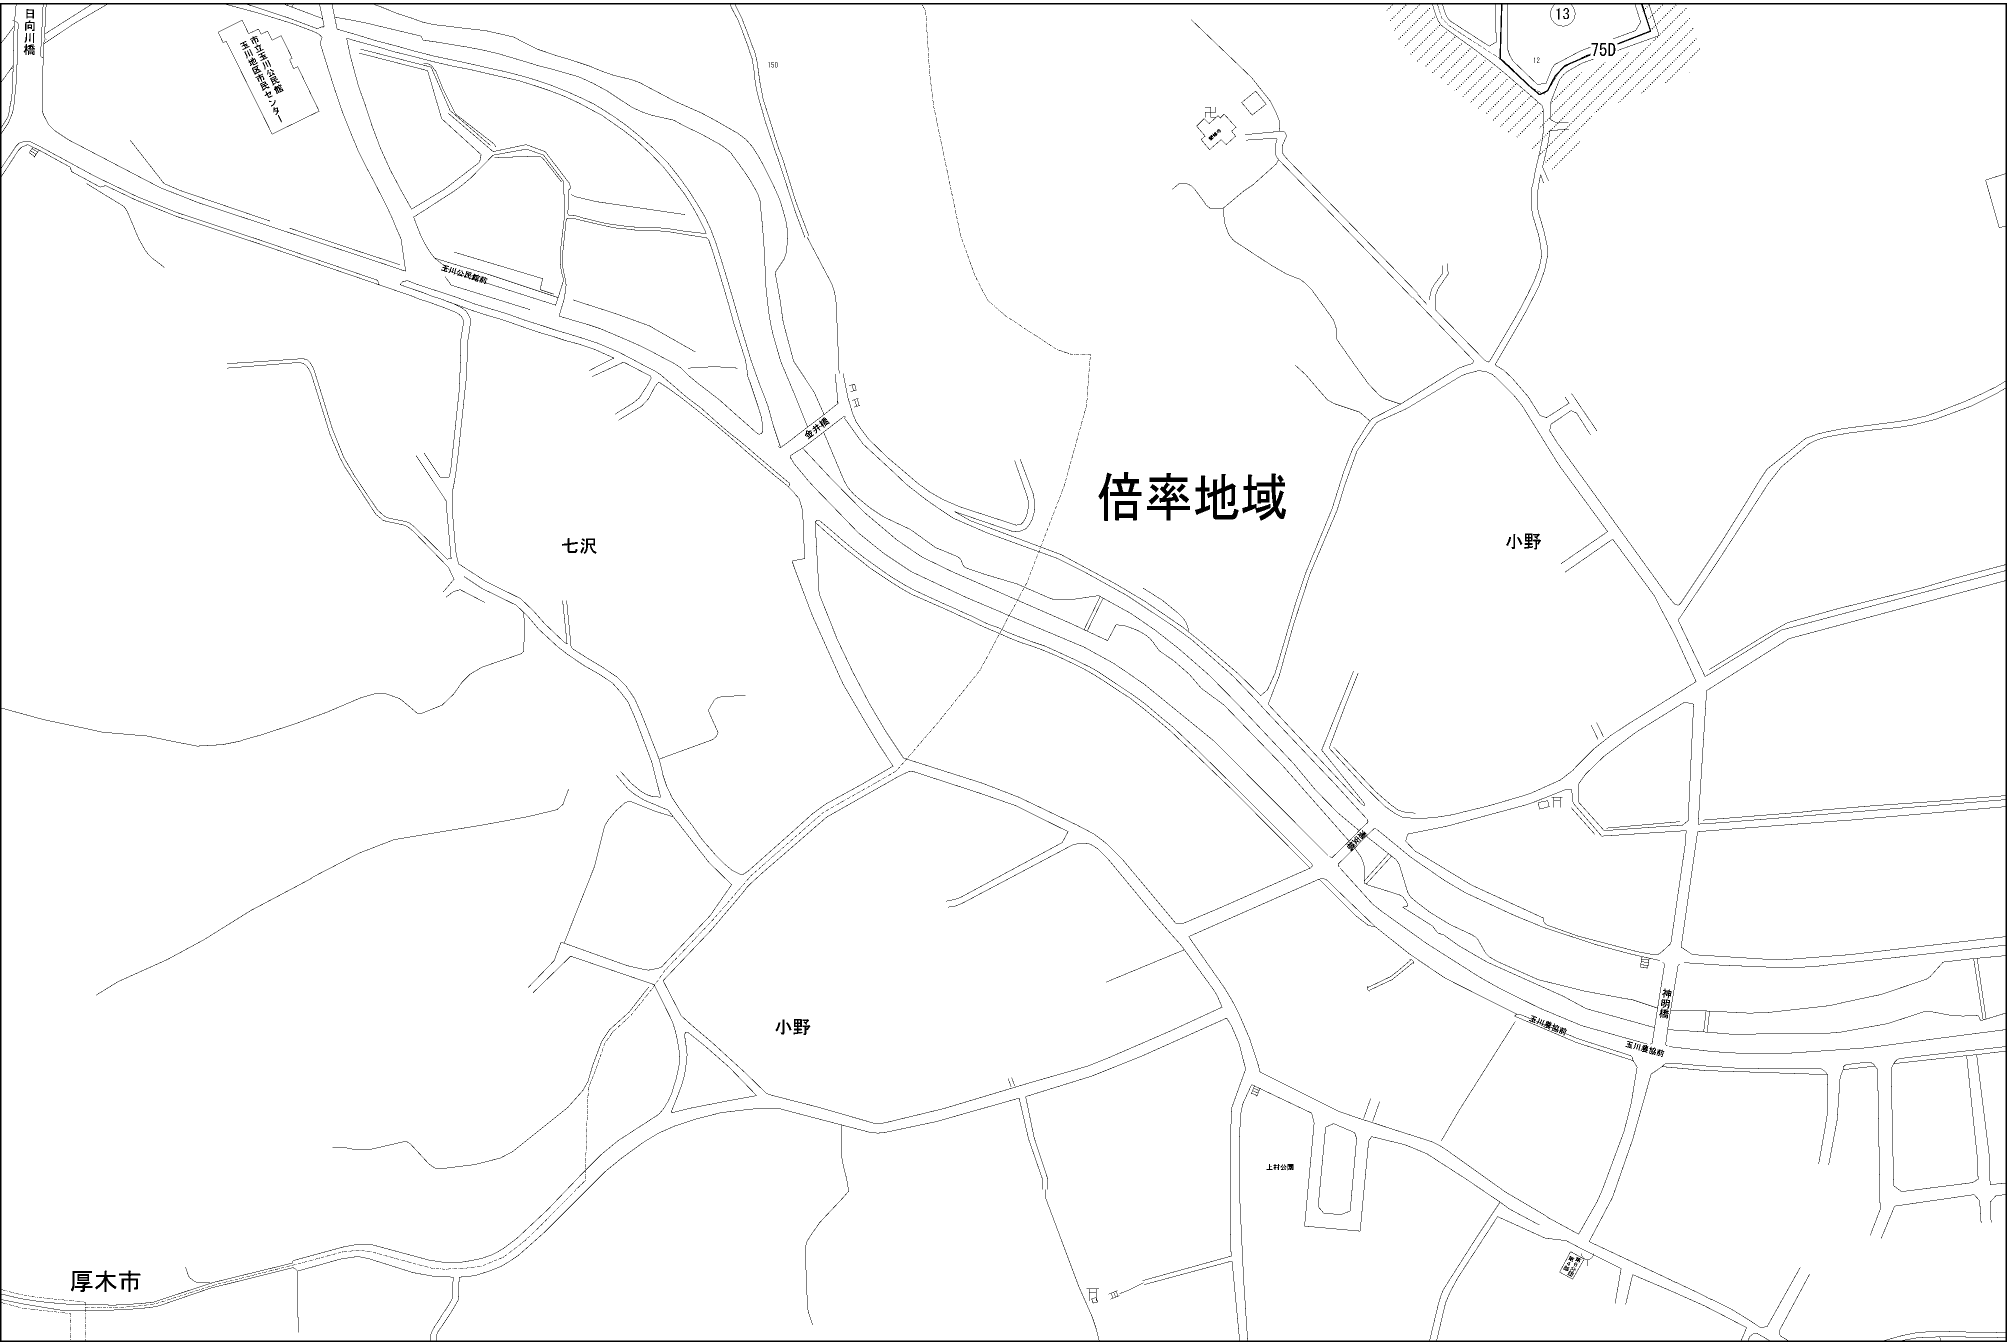 日向川橋
市立玉川公民館
玉川地区市民センター
13
75D
12
15D
玉川公民館前
金井橋
倍率地域
七沢
小野
小野
神明橋
玉川農協前
玉川農協前
上村公園
厚木市